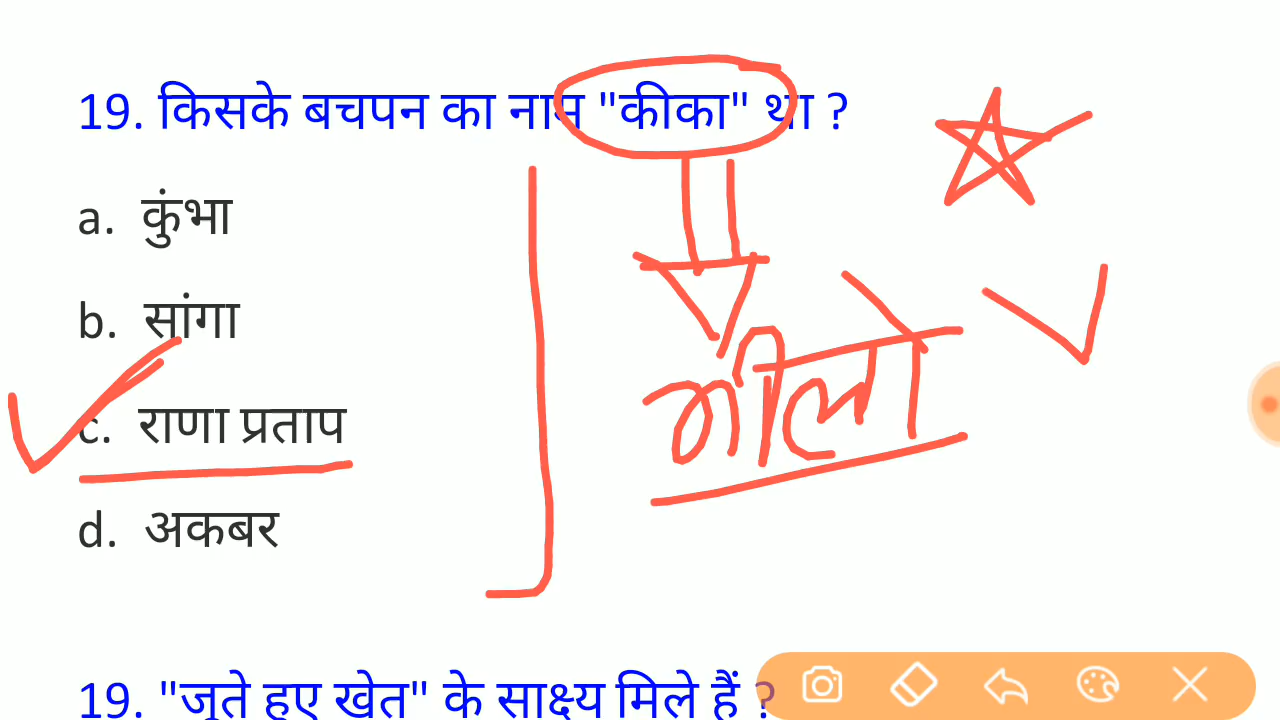 19. किसके बचपन का नाम "कीका" था ?
a. कुंभा
b. सांगा
c. राणा प्रताप
d. अकबर
भीलो
19. "जूते हुए खेत" के साक्ष्य मिले हैं ?